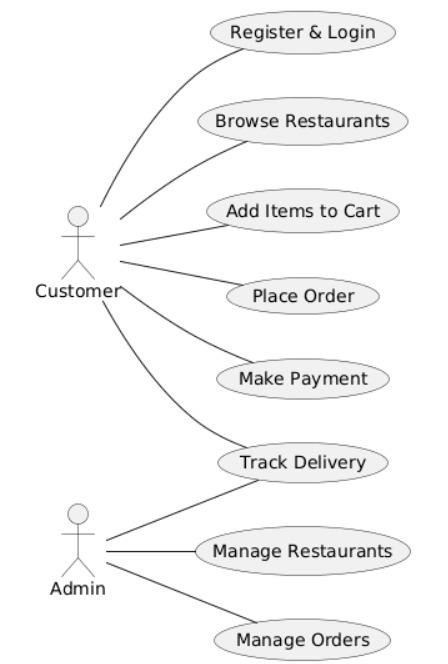 Register & Login
Browse Restaurants
Add Items to Cart
Customer
Place Order
Make Payment
Track Delivery
Manage Restaurants
Admin
Manage Orders